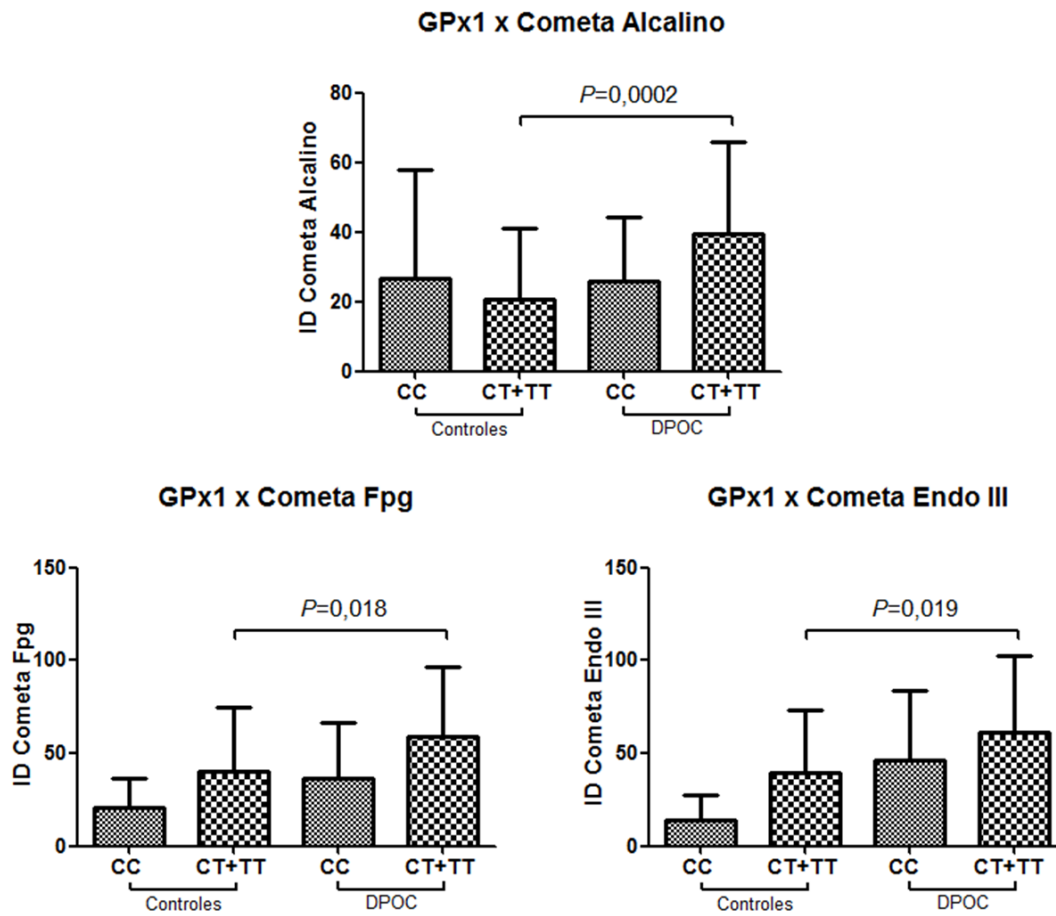 GPx1 x Cometa Alcalino
P=0,0002
ID Cometa Alcalino
80
60
40
20
0
CC CT+TT CC CT+TT
Controles DPOC
GPx1 x Cometa Fpg
P=0,018
ID Cometa Fpg
150
100
50
0
CC CT+TT CC CT+TT
Controles DPOC
GPx1 x Cometa Endo III
P=0,019
ID Cometa Endo III
150
100
50
0
CC CT+TT CC CT+TT
Controles DPOC